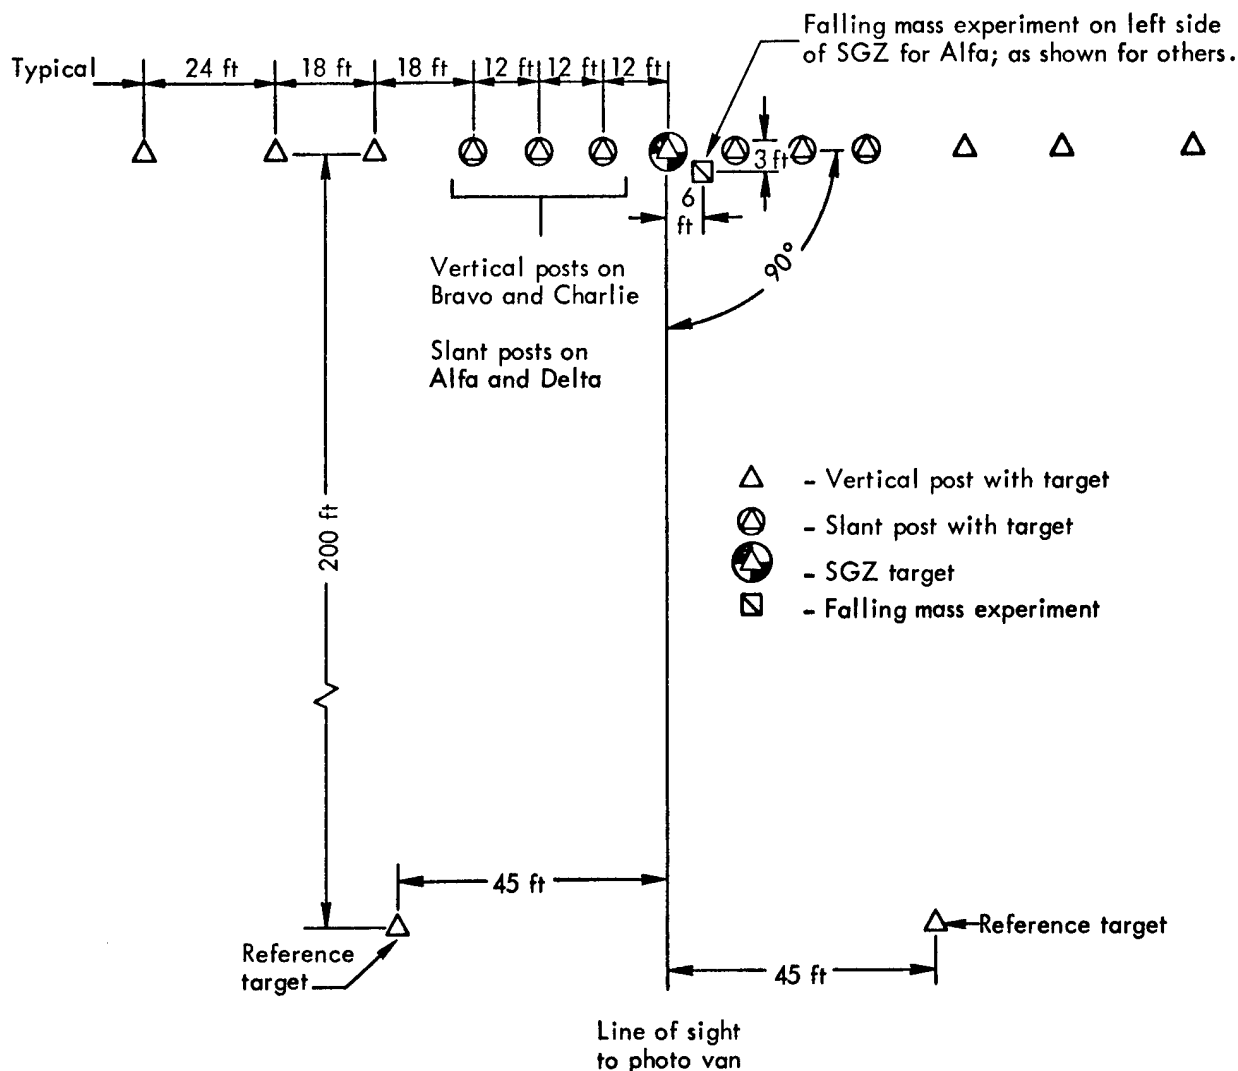 Falling mass experiment on left side
of SGZ for Alfa; as shown for others.
Typical
24 ft
18 ft
18 ft
12 ft
12 ft
12 ft
3 ft
6
ft
90°
Vertical posts on
Bravo and Charlie
Slant posts on
Alfa and Delta
200 ft
- Vertical post with target
- Slant post with target
- SGZ target
- Falling mass experiment
45 ft
Reference
target
Reference target
45 ft
Line of sight
to photo van